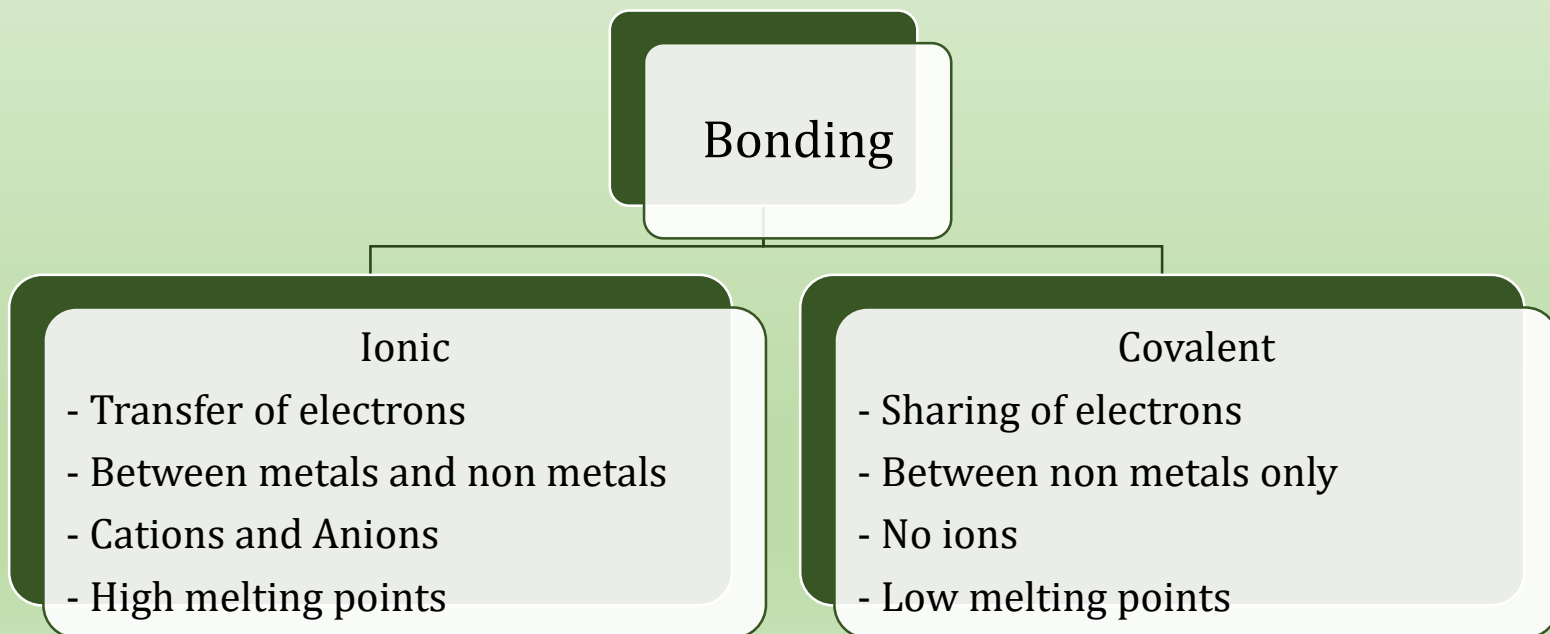 Bonding
Ionic
- Transfer of electrons
- Between metals and non metals
- Cations and Anions
- High melting points
Covalent
- Sharing of electrons
- Between non metals only
- No ions
- Low melting points